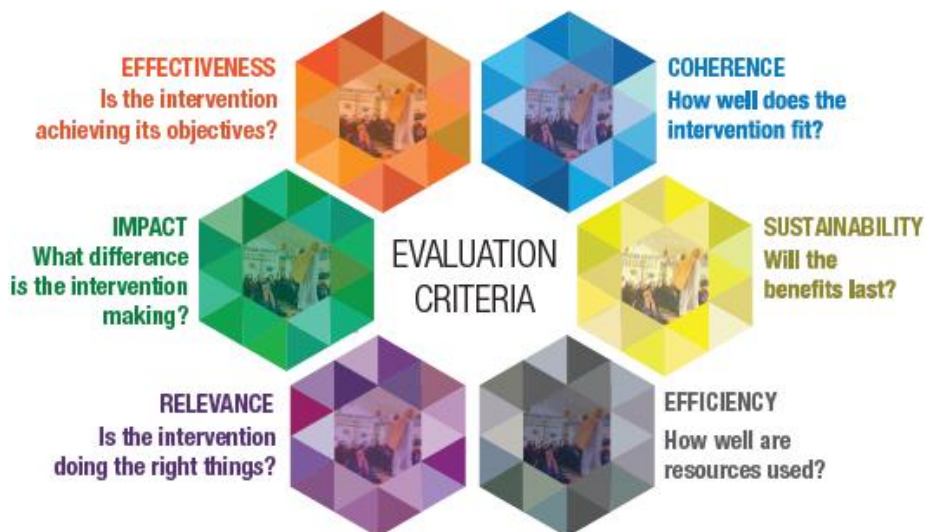 EFFECTIVENESS
Is the intervention
achieving its objectives?
COHERENCE
How well does the
intervention fit?
IMPACT
What difference
is the intervention
making?
EVALUATION
CRITERIA
SUSTAINABILITY
Will the
benefits last?
RELEVANCE
Is the intervention
doing the right things?
EFFICIENCY
How well are
resources used?